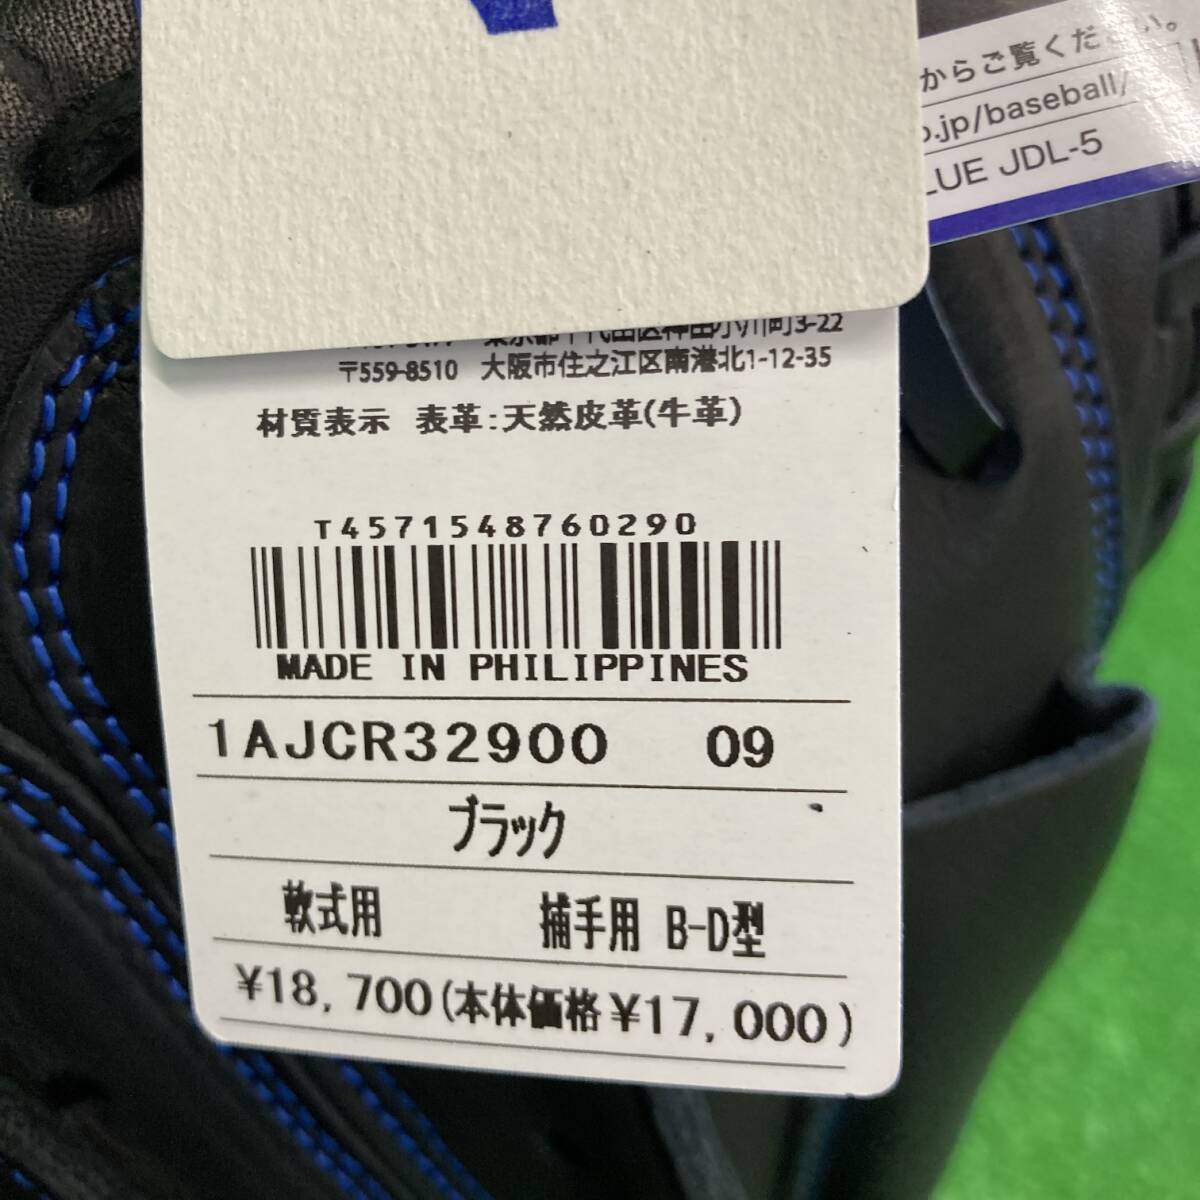 からご覧ください。
.jp/baseball/
LUE JDL-5
3-22
〒559-8510 大阪市住之江区南港北1-12-35
材質表示 表革:天然皮革(牛革)
T4571548760290
MADE IN PHILIPPINES
1AJCR32900 09
ブラック
軟式用 捕手用 B-D型
¥18,700(本体価格¥17,000)